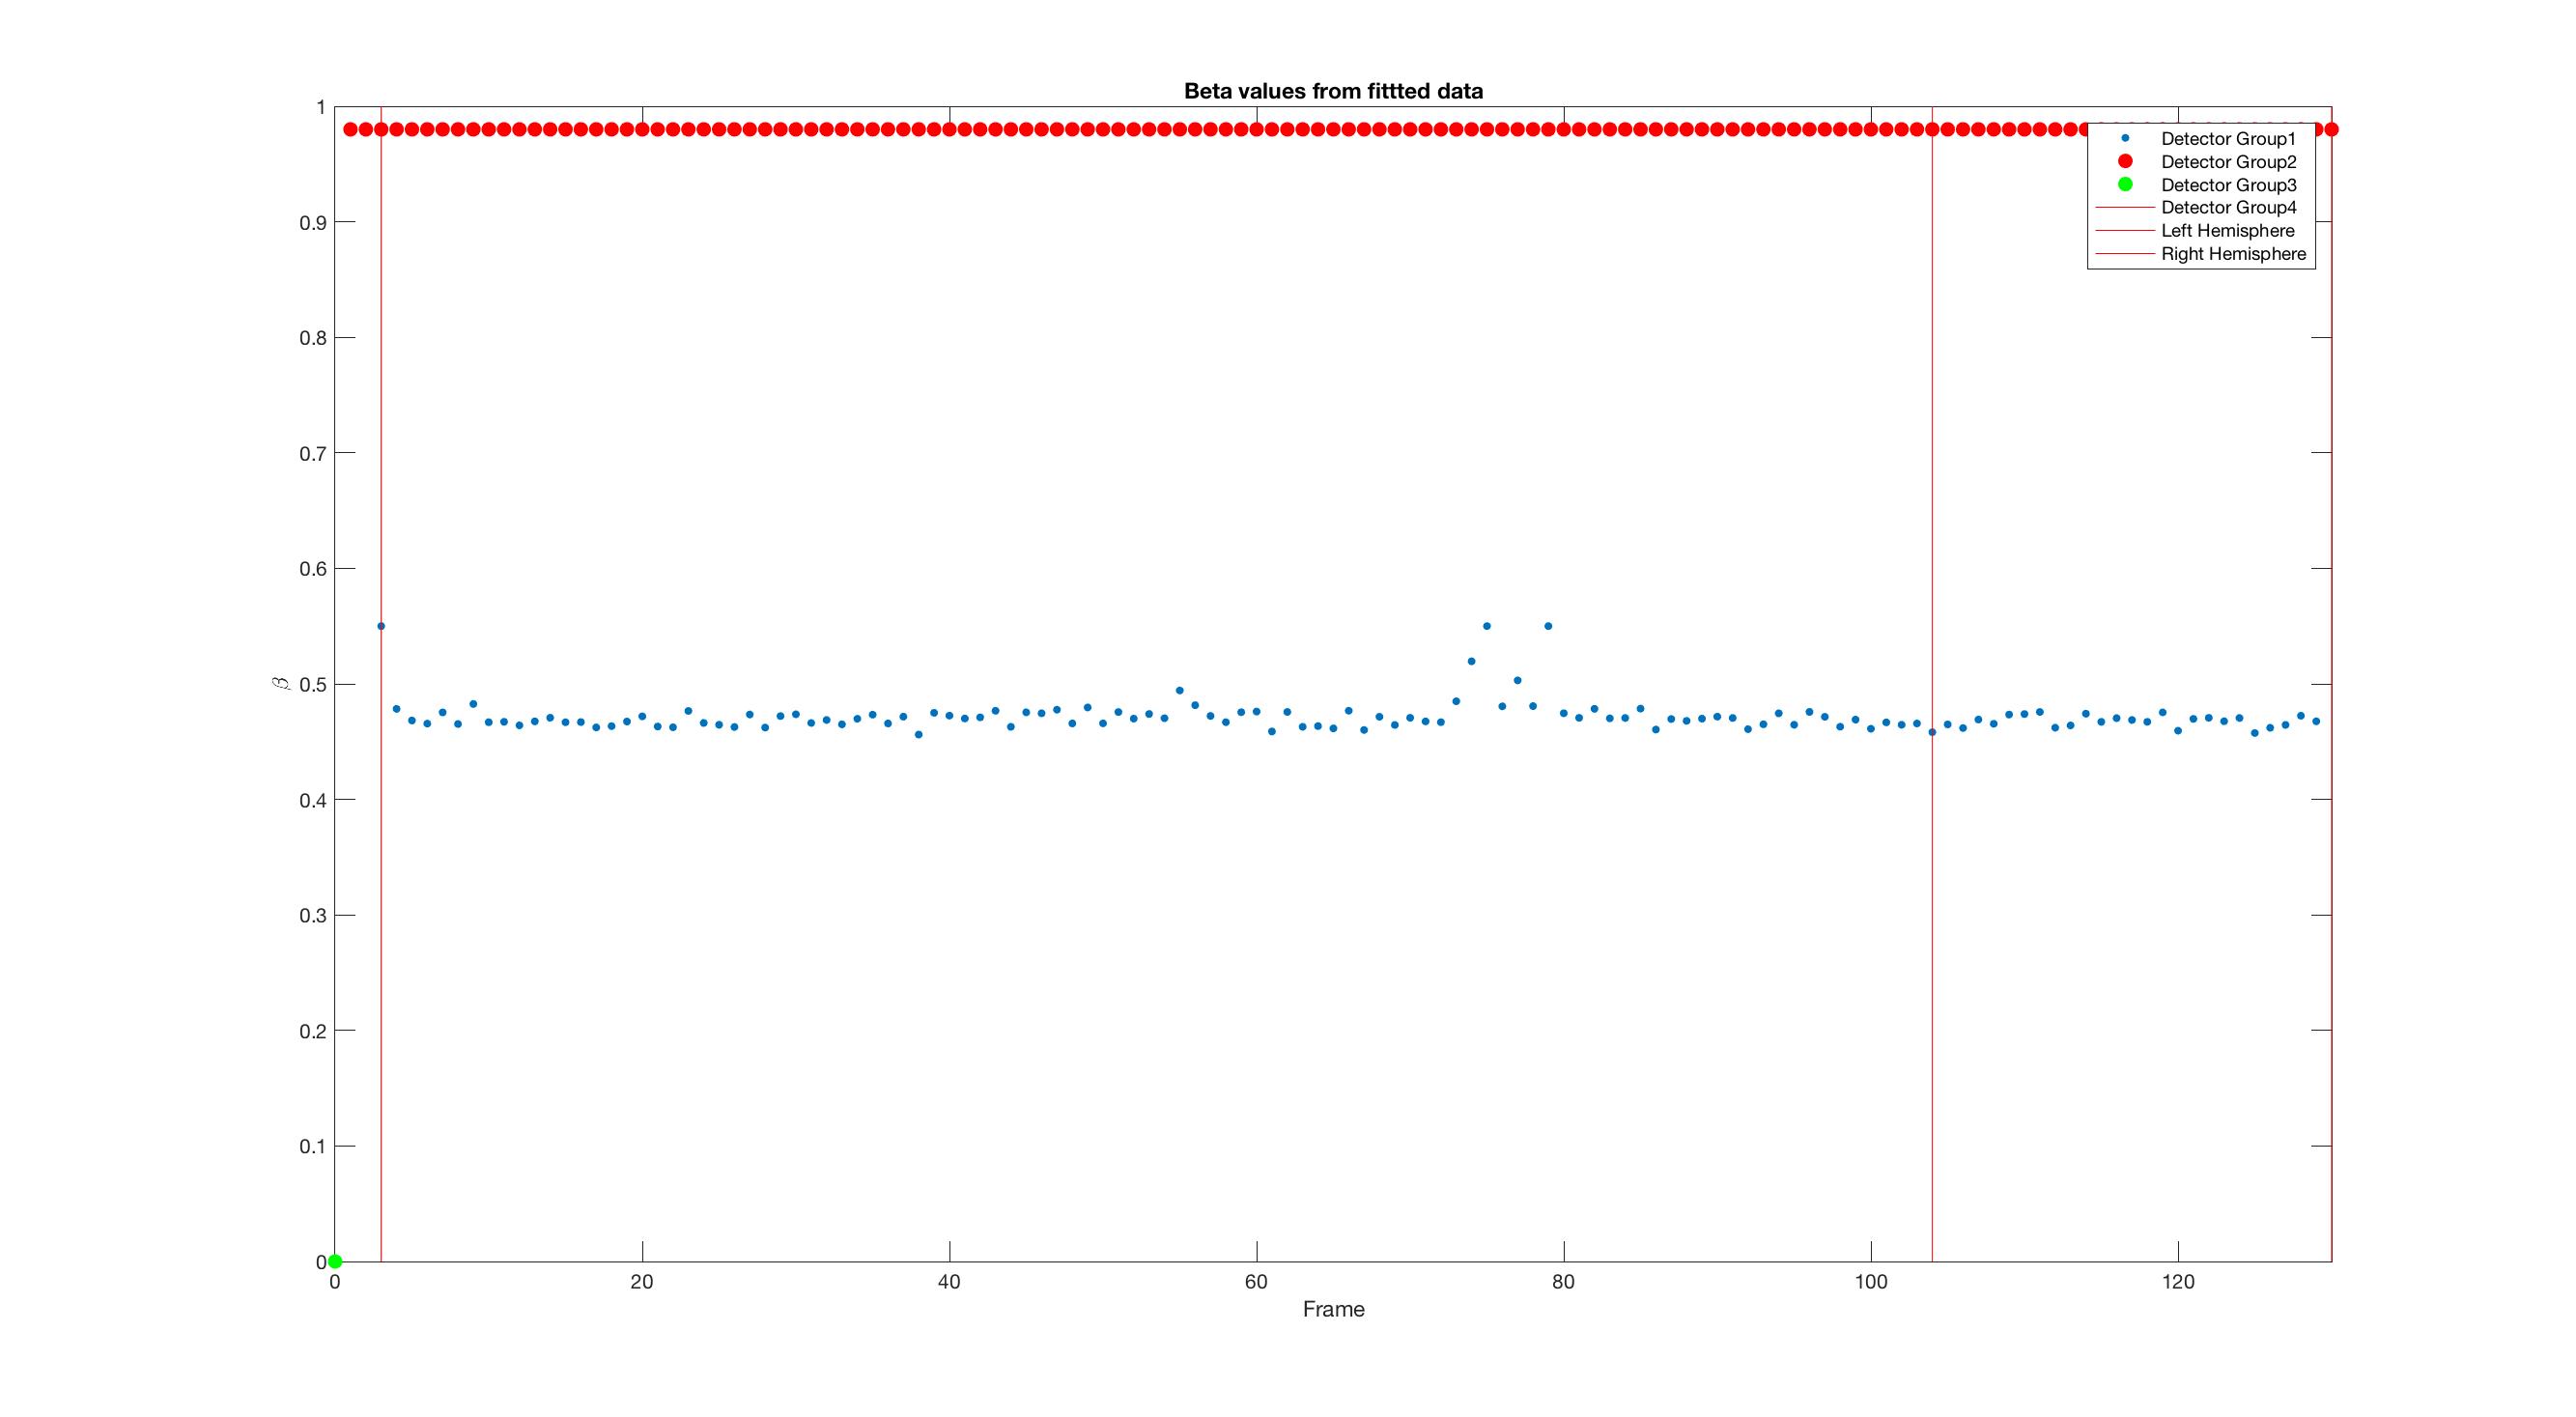 Beta values from fittted data
1
0.9
0.8
0.7
0.6
0.5
0.4
0.3
0.2
0.1
0
β
Detector Group1
Detector Group2
Detector Group3
Detector Group4
Left Hemisphere
Right Hemisphere
0 20 40 60 80 100 120
Frame